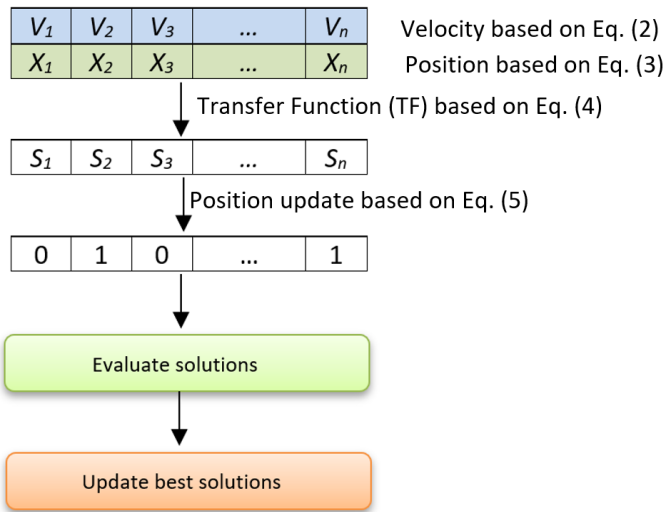 V1 V2 V3 ... Vn Velocity based on Eq. (2)
X1 X2 X3 ... Xn Position based on Eq. (3)
Transfer Function (TF) based on Eq. (4)
S1 S2 S3 ... Sn
Position update based on Eq. (5)
0 1 0 ... 1
Evaluate solutions
Update best solutions